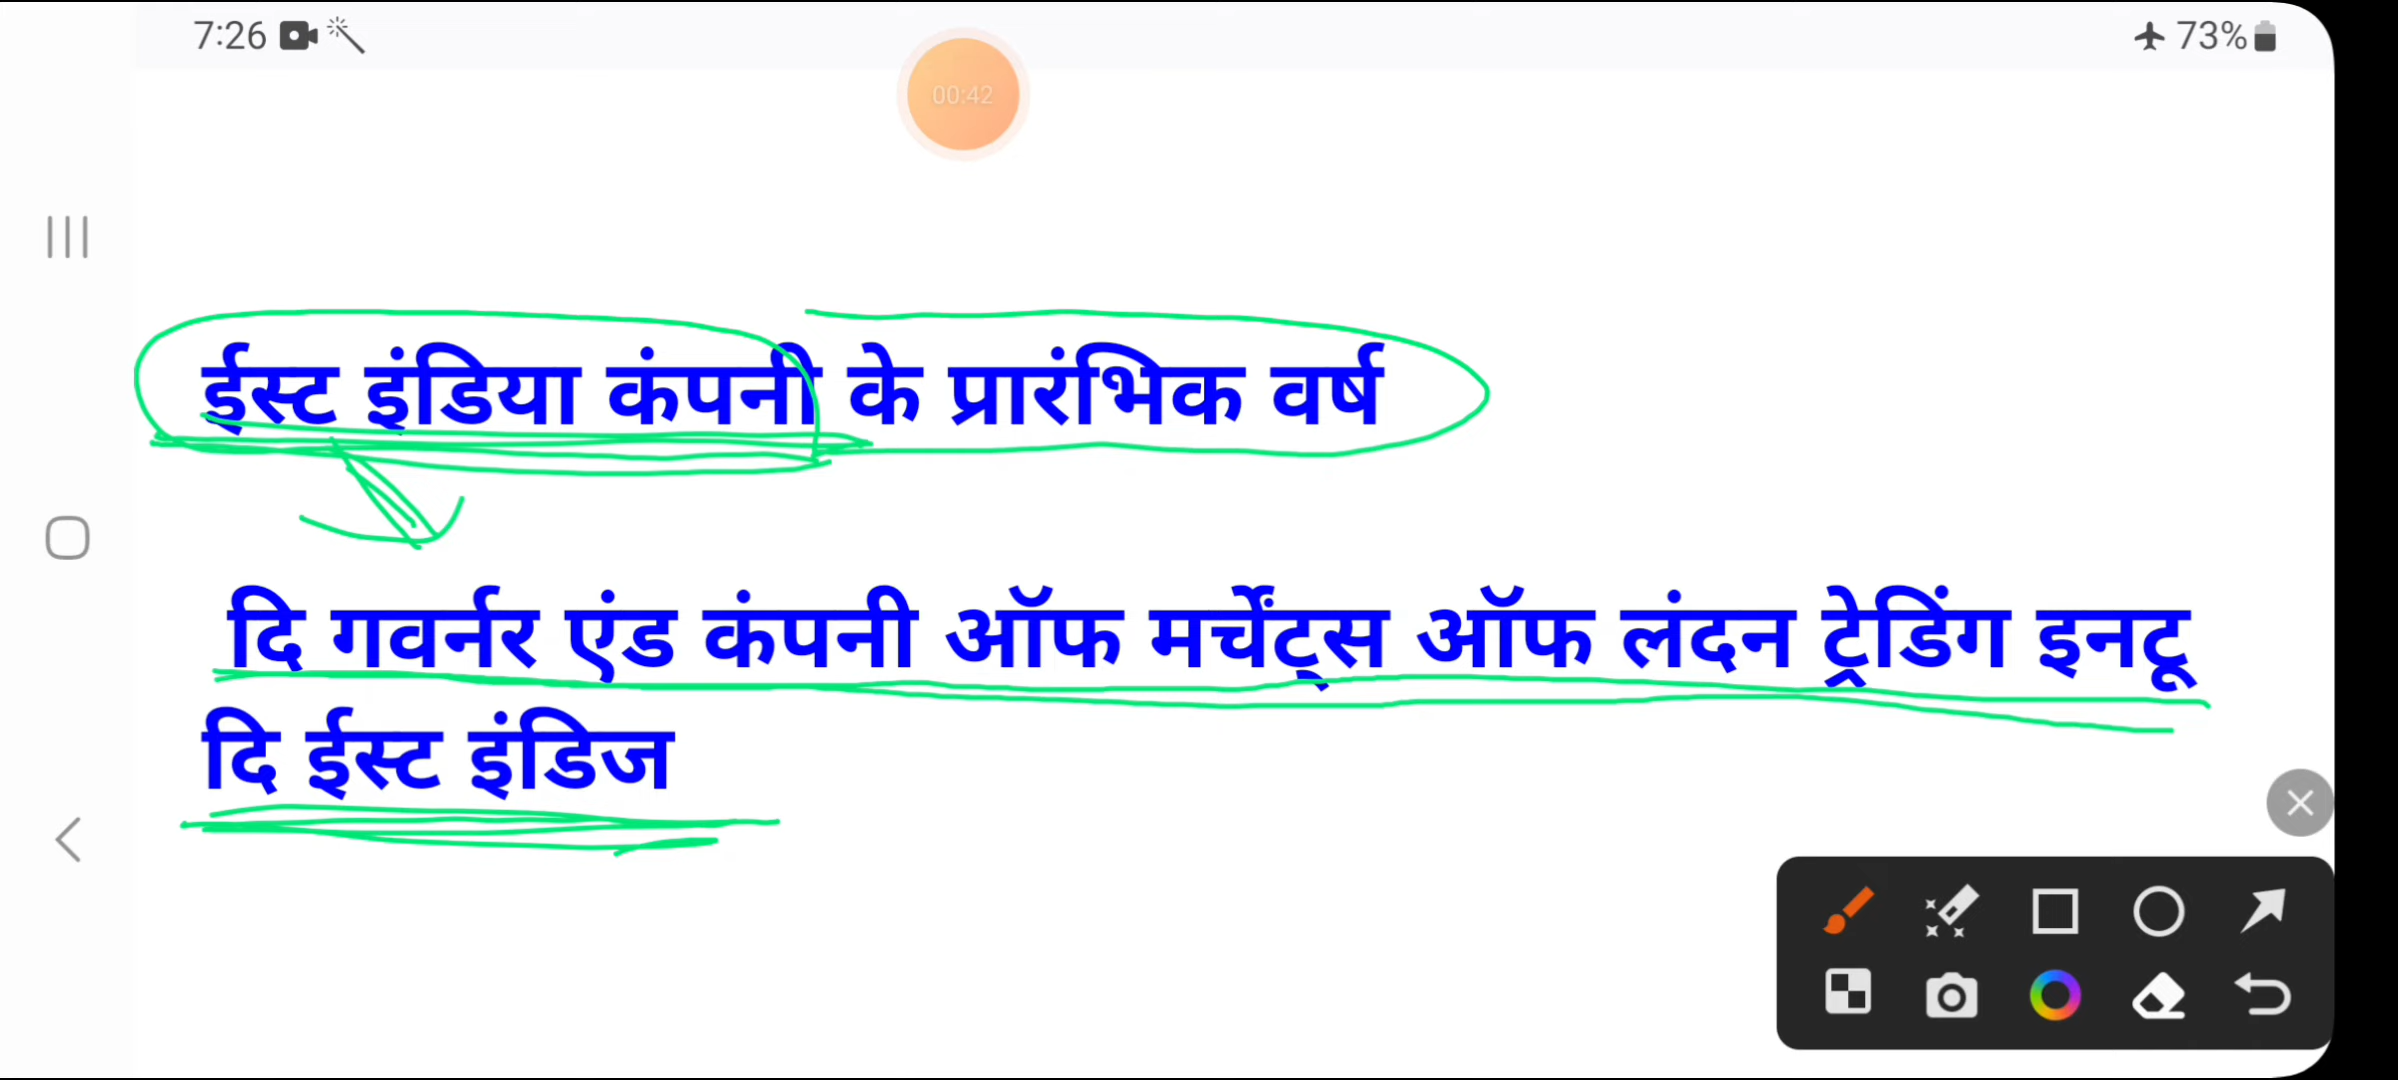 7:26
73%
00:42
ईस्ट इंडिया कंपनी के प्रारंभिक वर्ष
दि गवर्नर एंड कंपनी ऑफ मर्चेंट्स ऑफ लंदन ट्रेडिंग इनटू
दि ईस्ट इंडिज